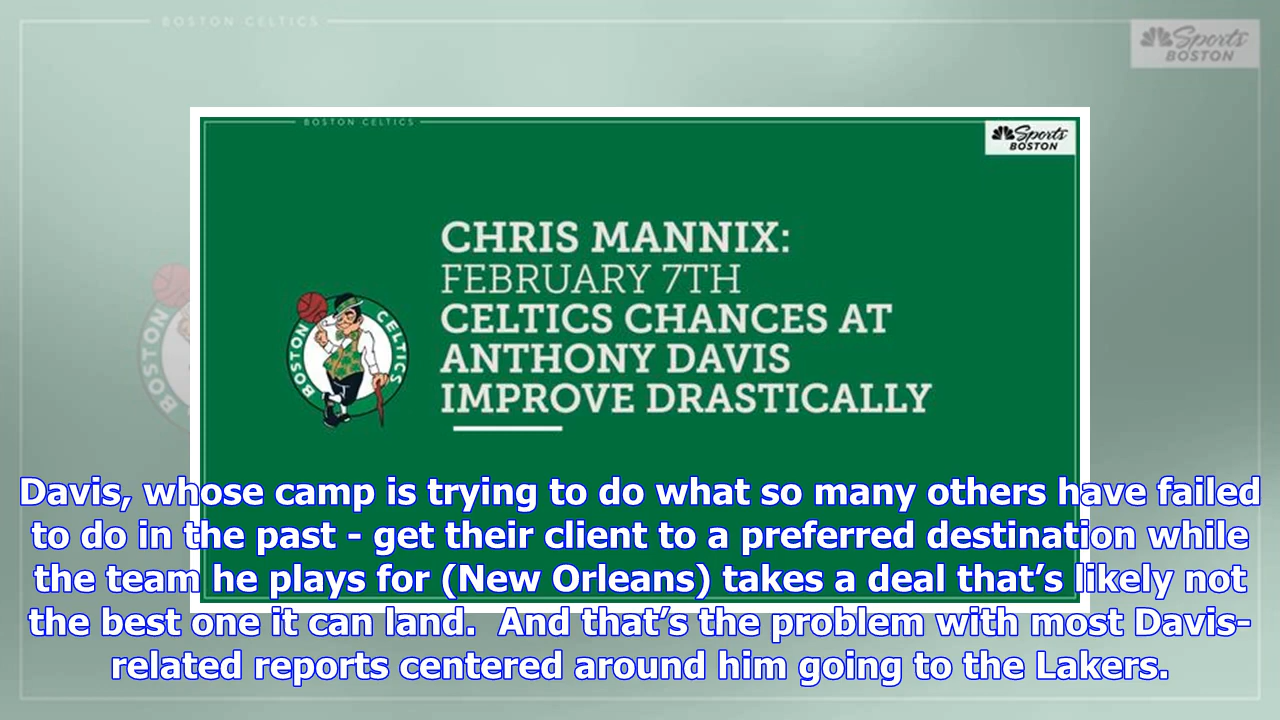 BOSTON CELTICS
Sports
BOSTON
BOSTON CELTICS
Sports
BOSTON
CHRIS MANNIX:
FEBRUARY 7TH
CELTICS CHANCES AT
ANTHONY DAVIS
IMPROVE DRASTICALLY
BOSTON
CELTICS
BOSTON
Davis, whose camp is trying to do what so many others have failed
to do in the past - get their client to a preferred destination while
the team he plays for (New Orleans) takes a deal that’s likely not
the best one it can land.  And that’s the problem with most Davis-
related reports centered around him going to the Lakers.